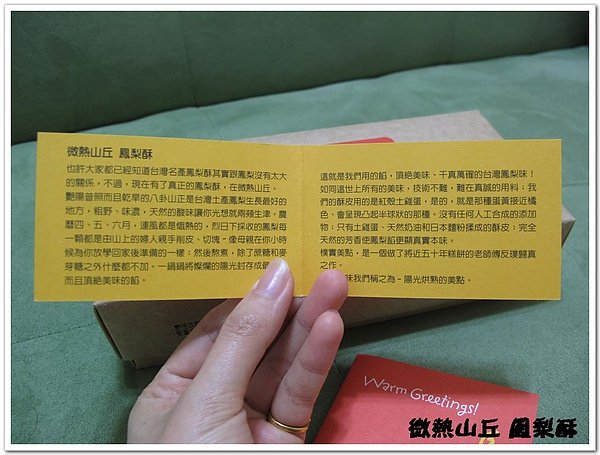 微熱山丘 鳳梨酥
也許大家都已經知道台灣名產鳳梨酥其實跟鳳梨沒有太大
的關係，不過，現在有了真正的鳳梨酥，在微熱山丘。
艷陽普照而且乾旱的八卦山正是台灣土產鳳梨生長最好的
地方，粗野、味濃，天然的酸味讓你光想就兩頰生津、農
曆四、五、六月，連風都是熅熱的，烈日下採收的鳳梨每
一顆都是由山上的婦人親手削皮、切塊，像母親在你小時
候為你放學回家後準備的一樣；然後熬煮，除了蔗糖和麥
芽糖之外什麼都不加。一鍋鍋將燦爛的陽光封存成
而且頂絕美味的餡。
這就是我們用的餡，頂絕美味、千真萬確的台灣鳳梨味！
如同這世上所有的美味，技術不難，難在真誠的用料：我
們的酥皮用的是紅殼土雞蛋，是的，就是那種蛋黃接近橘
色、會呈現凸起半球狀的那種。沒有任何人工合成的添加
物：只有土雞蛋、天然奶油和日本麵粉揉成的酥皮；完全
天然的芳香使鳳梨餡更顯真實本味。
樸實美點，是一個做了將近五十年糕餅的老師傅反璞歸真
之作。
味我們稱之為－陽光烘熟的美點。
Warm Greetings!
微熱山丘 鳳梨酥